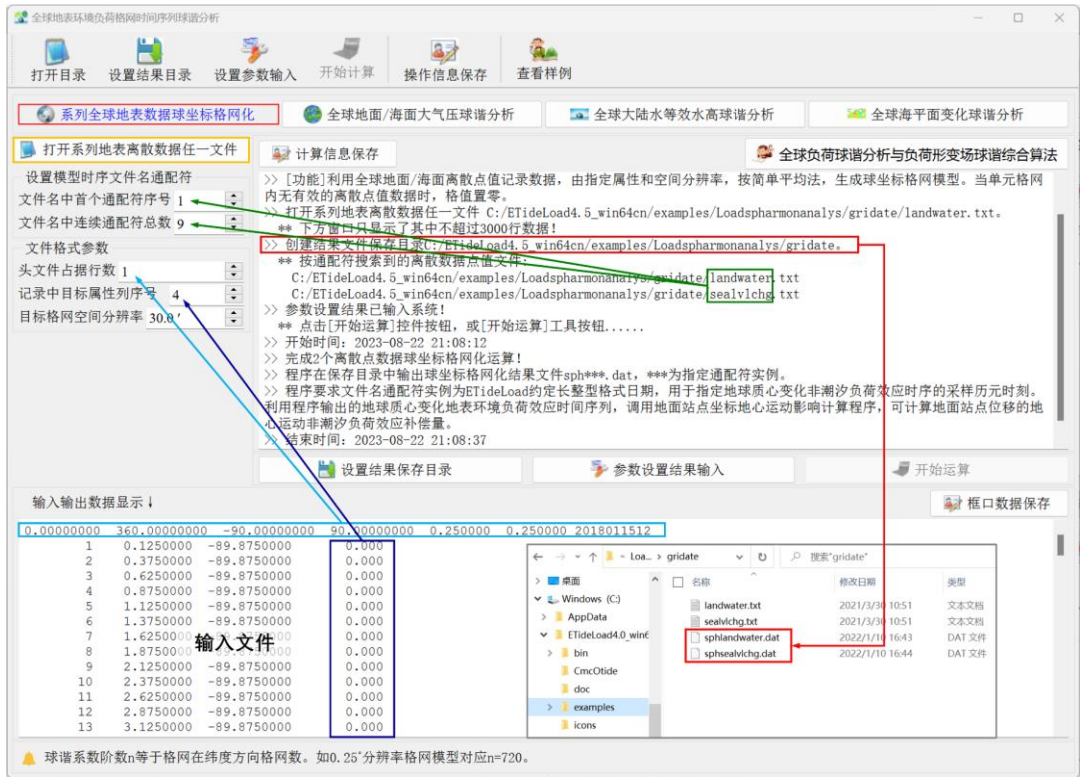 全球地表环境负荷格网时间序列球谐分析
打开目录 设置结果目录 设置参数输入 开始计算 操作信息保存 查看样例
系列全球地表数据球坐标格网化 全球地面/海面大气压球谐分析 全球大陆水等效水高球谐分析 全球海平面变化球谐分析
打开系列地表离散数据任一文件
计算信息保存
全球负荷球谐分析与负荷形变场球谐综合算法
设置模型时序文件名通配符
文件名中首个通配符序号 1
文件名中连续通配符总数 9
文件格式参数
头文件占据行数 1
记录中目标属性列序号 4
目标格网空间分辨率 30.0′
>> [功能]利用全球地面/海面离散点值记录数据，由指定属性和空间分辨率，按简单平均法，生成球坐标格网模型。当单元格网
内无有效的离散点值数据时，格值置零。
>> 打开系列地表离散数据任一文件 C:/ETideLoad4.5_win64cn/examples/Loadspharmonanalys/gridate/landwater.txt。
** 下方窗口只显示了其中不超过3000行数据！
>> 创建结果文件保存目录C:/ETideLoad4.5_win64cn/examples/Loadspharmonanalys/gridate。
** 按通配符搜索到的离散数据点值文件：
C:/ETideLoad4.5_win64cn/examples/Loadspharmonanalys/gridate/landwater.txt
C:/ETideLoad4.5_win64cn/examples/Loadspharmonanalys/gridate/sealvlchg.txt
>> 参数设置结果已输入系统！
** 点击[开始运算]控件按钮，或[开始运算]工具按钮......
>> 开始时间：2023-08-22 21:08:12
>> 完成2个离散点数据球坐标格网化运算！
>> 程序在保存目录中输出球坐标格网化结果文件sph***.dat，***为指定通配符实例。
>> 程序要求文件名通配符实例为ETideLoad约定长整型格式日期，用于指定地球质心变化非潮汐负荷效应时序的采样历元时刻。
利用程序输出的地球质心变化地表环境负荷效应时间序列，调用地面站点坐标地心运动影响计算程序，可计算地面站点位移的地
心运动非潮汐负荷效应补偿量。
>> 结束时间：2023-08-22 21:08:37
设置结果保存目录 参数设置结果输入 开始运算
输入输出数据显示↓
框口数据保存
0.00000000 360.00000000 -90.00000000 90.00000000 0.250000 0.250000 2018011512
1 0.1250000 -89.8750000 0.000
2 0.3750000 -89.8750000 0.000
3 0.6250000 -89.8750000 0.000
4 0.8750000 -89.8750000 0.000
5 1.1250000 -89.8750000 0.000
6 1.3750000 -89.8750000 0.000
7 1.6250000 -89.8750000 0.000
8 1.8750000 -89.8750000 0.000
9 2.1250000 -89.8750000 0.000
10 2.3750000 -89.8750000 0.000
11 2.6250000 -89.8750000 0.000
12 2.8750000 -89.8750000 0.000
13 3.1250000 -89.8750000 0.000
输入文件
Loa... > gridate 搜索"gridate"
名称 修改日期 类型
桌面
Windows (C:)
AppData
ETideLoad4.0_win6
bin
CmcOtide
doc
examples
icons
landwater.txt 2021/3/30 10:51 文本文档
sealvlchg.txt 2021/3/30 10:51 文本文档
sphlandwater.dat 2022/1/10 16:43 DAT 文件
sphsealvlchg.dat 2022/1/10 16:44 DAT 文件
球谐系数阶数n等于格网在纬度方向格网数。如0.25°分辨率格网模型对应n=720。